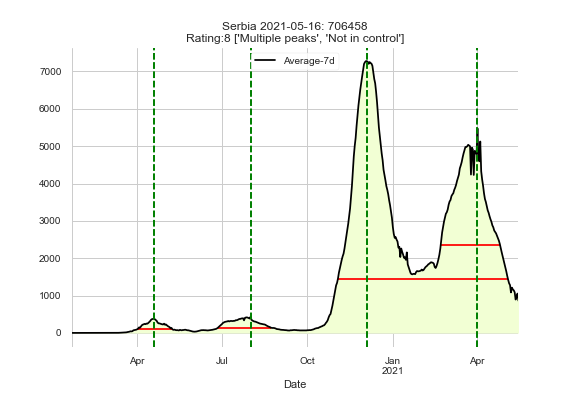 Serbia 2021-05-16: 706458
Rating:8 ['Multiple peaks', 'Not in control']
Average-7d
7000
6000
5000
4000
3000
2000
1000
0
Apr
Jul
Oct
Jan
2021
Apr
Date